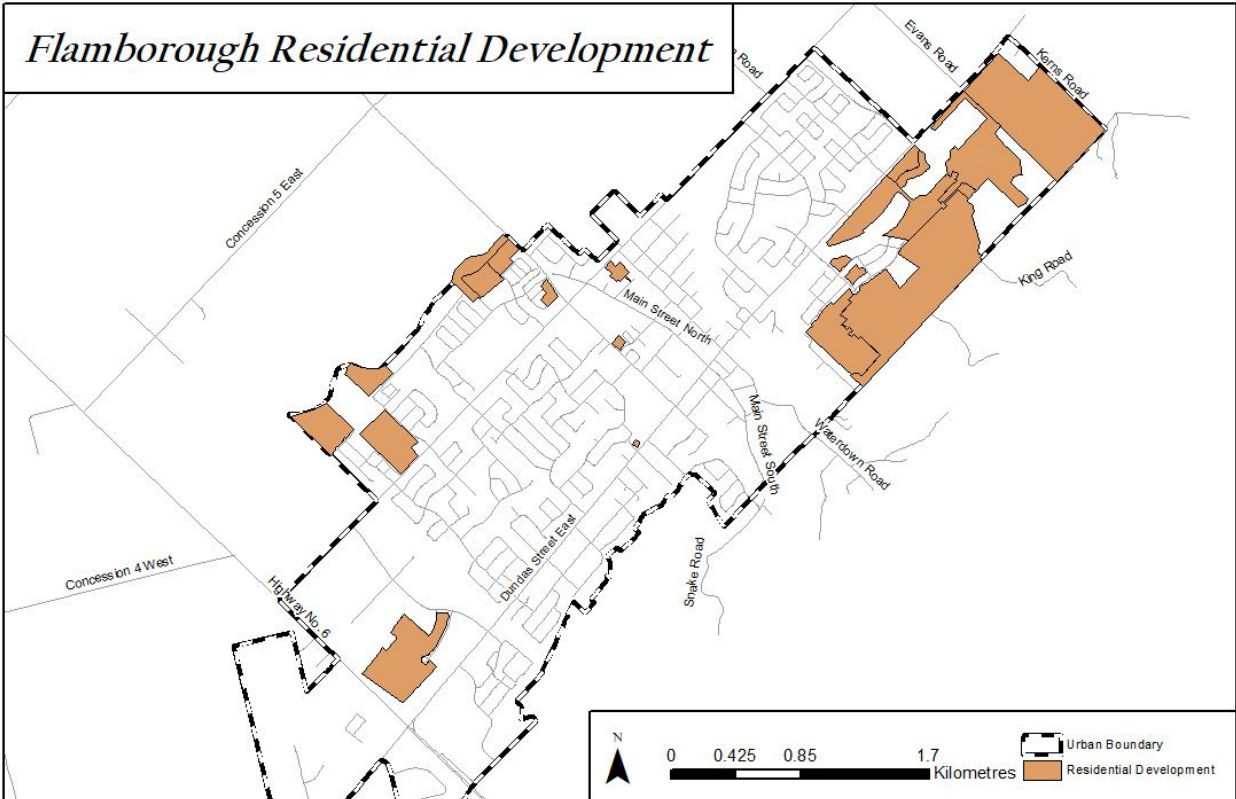 Flamborough Residential Development
Road
Evans Road
Kerns Road
Concession 5 East
King Road
Main Street North
Main Street South
Waterdown Road
Dundas Street East
Snake Road
Concession 4 West
Highway No. 6
N
0 0.425 0.85 1.7
Kilometres
Urban Boundary
Residential Development